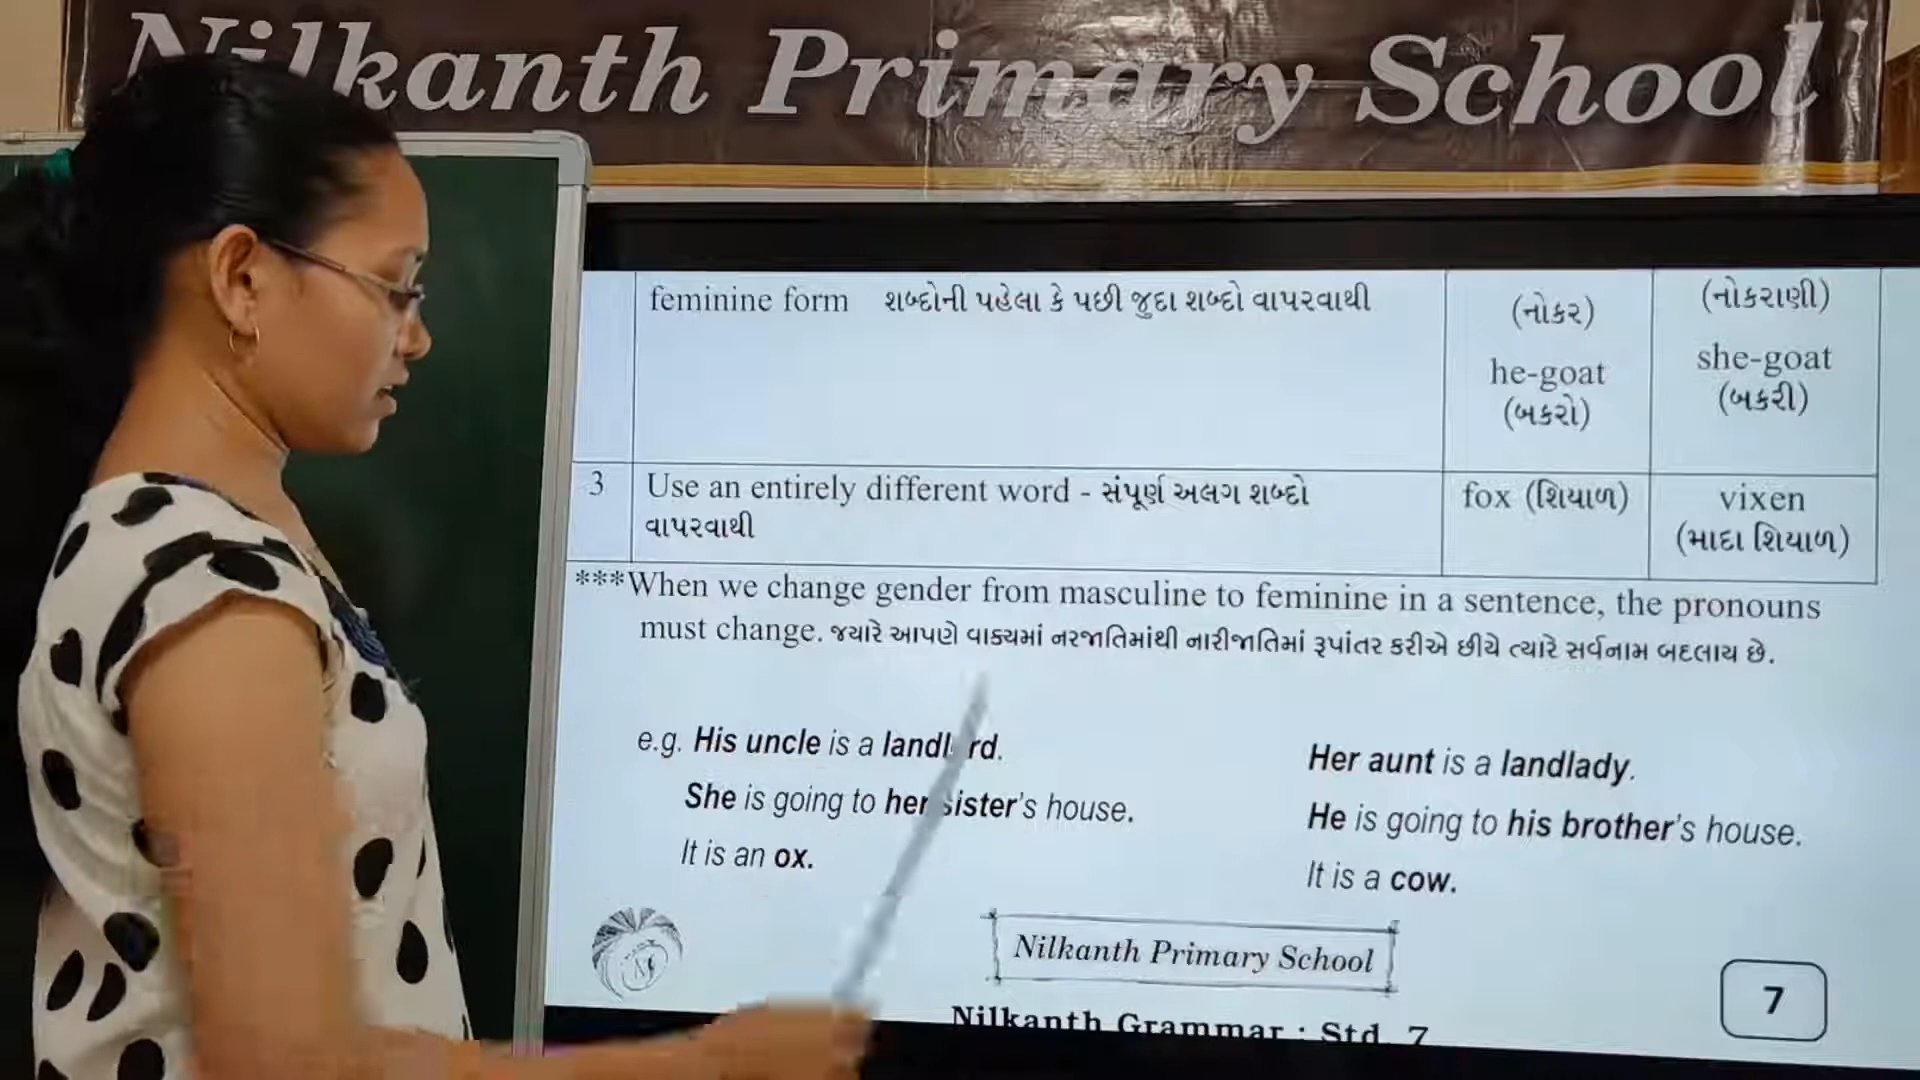 Nilkanth Primary School
feminine form શબ્દોની પહેલા કે પછી જુદા શબ્દો વાપરવાથી
(નોકર)
he-goat
(બકરો)
(નોકરાણી)
she-goat
(બકરી)
3 Use an entirely different word - સંપૂર્ણ અલગ શબ્દો
વાપરવાથી
fox (શિયાળ)
vixen
(માદા શિયાળ)
***When we change gender from masculine to feminine in a sentence, the pronouns
must change. જયારે આપણે વાક્યમાં નરજાતિમાંથી નારીજાતિમાં રૂપાંતર કરીએ છીયે ત્યારે સર્વનામ બદલાય છે.
e.g. His uncle is a landlord. Her aunt is a landlady.
She is going to her sister's house. He is going to his brother's house.
It is an ox. It is a cow.
Nilkanth Primary School
7
Nilkanth Grammar : Std. 7